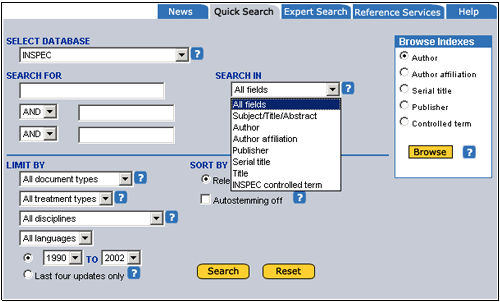 News
Quick Search
Expert Search
Reference Services
Help
SELECT DATABASE
INSPEC
?
SEARCH FOR
SEARCH IN
All fields
?
All fields
Subject/Title/Abstract
Author
Author affiliation
Publisher
Serial title
Title
INSPEC controlled term
AND
AND
LIMIT BY
All document types
?
All treatment types
?
All disciplines
?
All languages
1990 TO 2002
Last four updates only ?
SORT BY
Rele
Autostemming off ?
Search
Reset
Browse Indexes
Author
Author affiliation
Serial title
Publisher
Controlled term
Browse
?